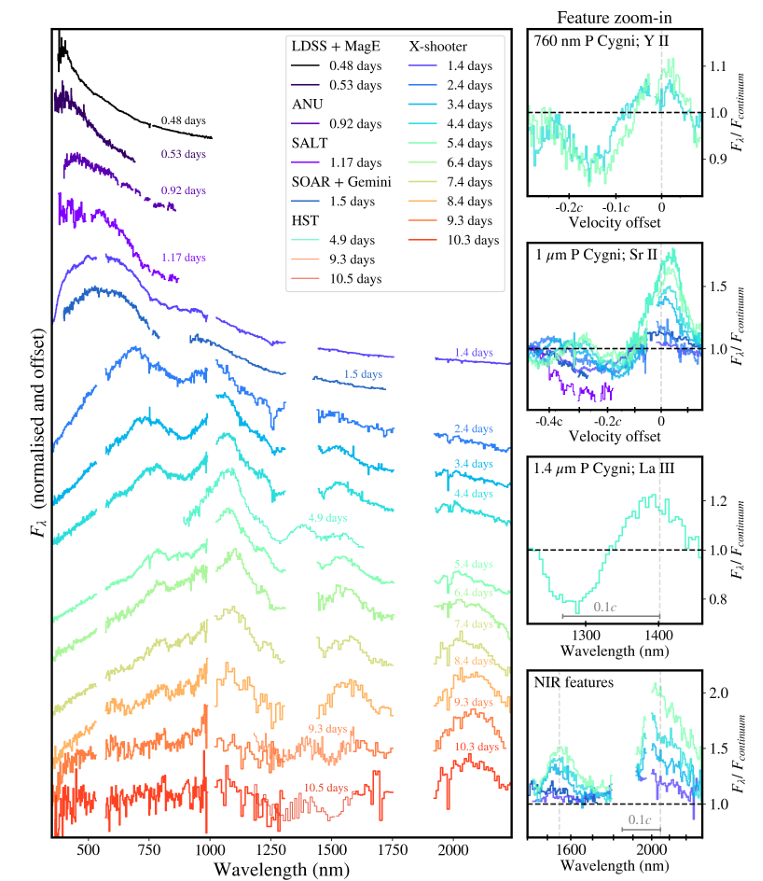 Feature zoom-in
LDSS + MagE
0.48 days
0.53 days
ANU
0.92 days
SALT
1.17 days
SOAR + Gemini
1.5 days
HST
4.9 days
9.3 days
10.5 days
X-shooter
1.4 days
2.4 days
3.4 days
4.4 days
5.4 days
6.4 days
7.4 days
8.4 days
9.3 days
10.3 days
0.48 days
0.53 days
0.92 days
1.17 days
1.4 days
1.5 days
2.4 days
3.4 days
4.4 days
4.9 days
5.4 days
6.4 days
7.4 days
8.4 days
9.3 days
9.3 days
10.3 days
10.5 days
Fλ (normalised and offset)
500 750 1000 1250 1500 1750 2000
Wavelength (nm)
760 nm P Cygni; Y II
1.1
1.0
0.9
Fλ/Fcontinuum
-0.2c -0.1c 0
Velocity offset
1 μm P Cygni; Sr II
1.5
1.0
Fλ/Fcontinuum
-0.4c -0.2c 0
Velocity offset
1.4 μm P Cygni; La III
1.2
1.0
0.8
Fλ/Fcontinuum
0.1c
1300 1400
Wavelength (nm)
NIR features
2.0
1.5
1.0
Fλ/Fcontinuum
0.1c
1600 2000
Wavelength (nm)